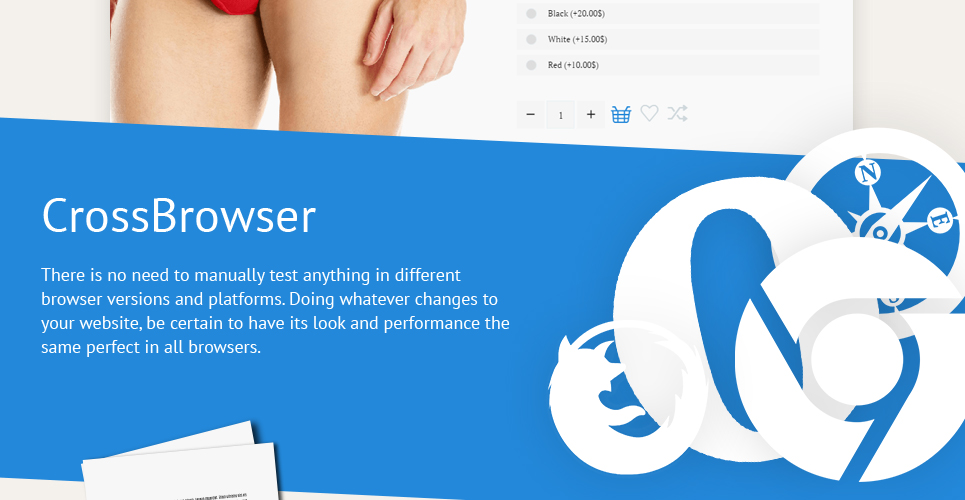 Black (+20.00$)
White (+15.00$)
Red (+10.00$)
− 1 +
N
E
CrossBrowser
There is no need to manually test anything in different
browser versions and platforms. Doing whatever changes to
your website, be certain to have its look and performance the
same perfect in all browsers.